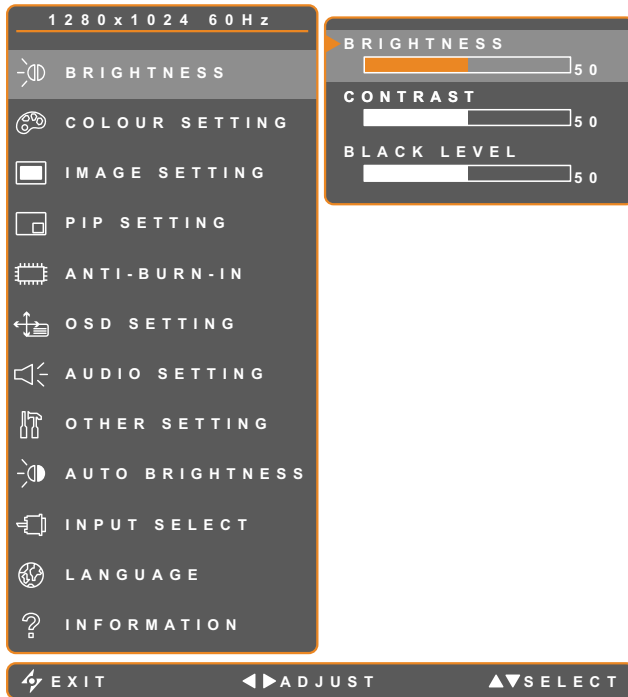 1280x1024 60Hz
BRIGHTNESS
COLOUR SETTING
IMAGE SETTING
PIP SETTING
ANTI-BURN-IN
OSD SETTING
AUDIO SETTING
OTHER SETTING
AUTO BRIGHTNESS
INPUT SELECT
LANGUAGE
INFORMATION
BRIGHTNESS
50
CONTRAST
50
BLACK LEVEL
50
EXIT ADJUST SELECT